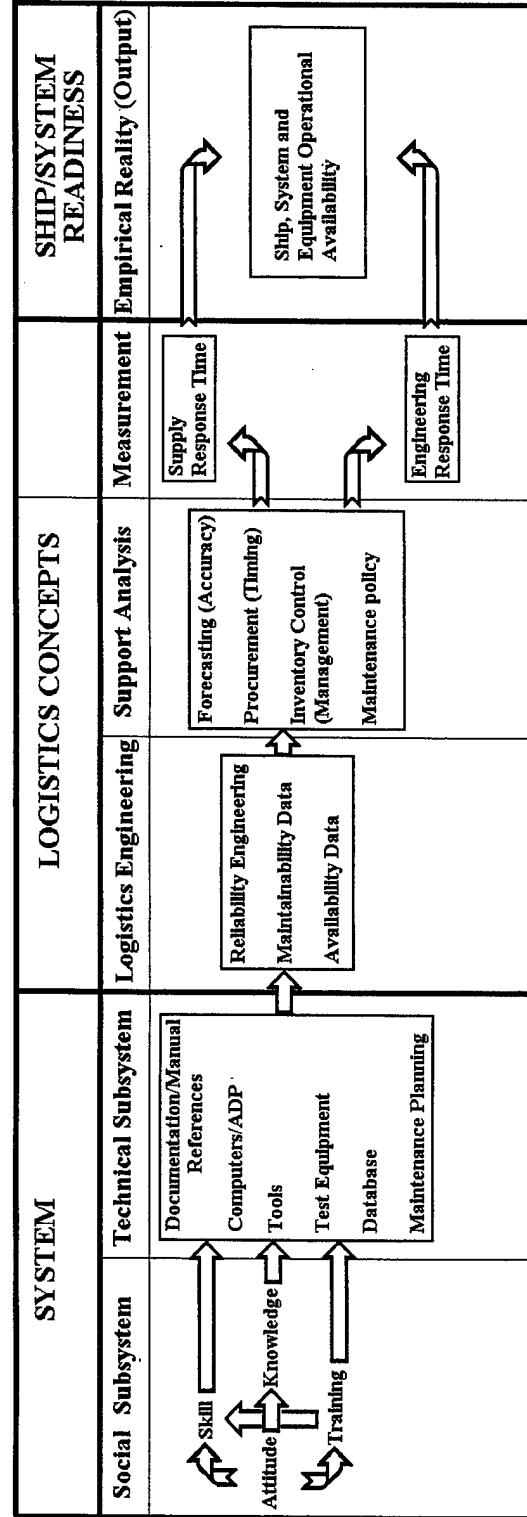 SYSTEM
LOGISTICS CONCEPTS
SHIP/SYSTEM
READINESS
Social Subsystem
Technical Subsystem
Logistics Engineering
Support Analysis
Measurement
Empirical Reality (Output)
Attitude
Skill
Knowledge
Training
Documentation/Manual
References
Computers/ADP
Tools
Test Equipment
Database
Maintenance Planning
Reliability Engineering
Maintainability Data
Availability Data
Forecasting (Accuracy)
Procurement (Timing)
Inventory Control
(Management)
Maintenance policy
Supply
Response Time
Engineering
Response Time
Ship, System and
Equipment Operational
Availability